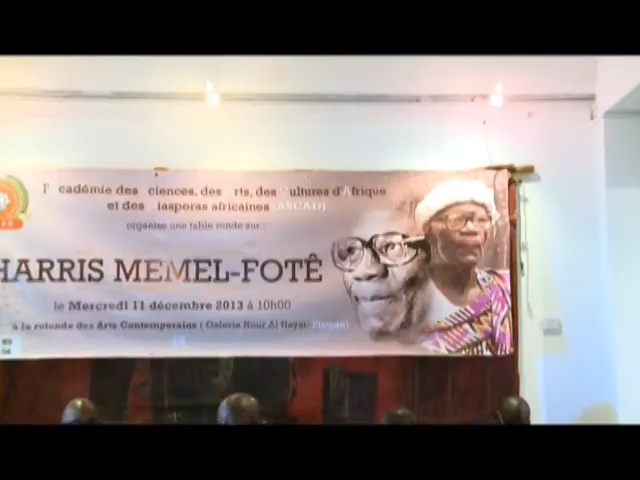 l' cadémie des ciences, des rts, des Cultures d'Afrique
et des iasporas africaines (ASCAD)
organise une table ronde sur :
HARRIS MEMEL-FOTÊ
le Mercredi 11 décembre 2013 à 10h00
à la rotonde des Arts Contemporains ( Galerie Nour Al Hayat- Plateau)